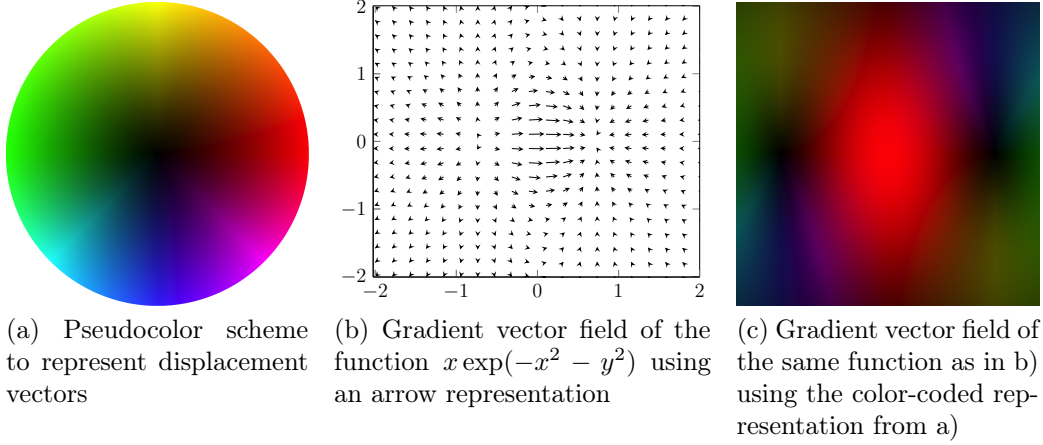 2
1
0
−1
−2
−2
−1
0
1
2
(a) Pseudocolor scheme
to represent displacement
vectors
(b) Gradient vector field of the
function x exp(−x² − y²) using
an arrow representation
(c) Gradient vector field of
the same function as in b)
using the color-coded rep-
resentation from a)